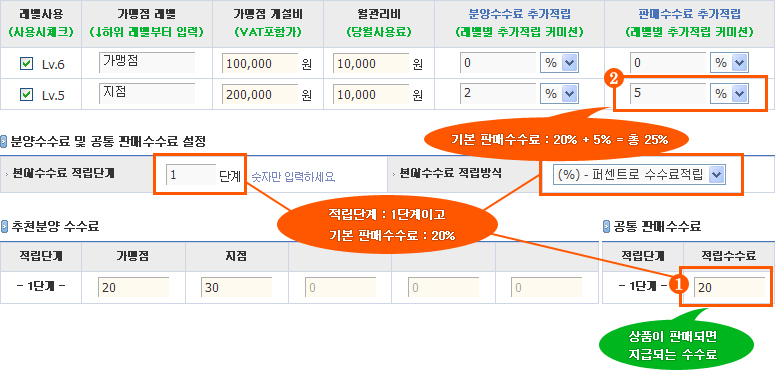 레벨사용 가맹점 레벨 가맹점 개설비 월관리비 분양수수료 추가적립 판매수수료 추가적립
(사용시체크) (↓하위 레벨부터 입력) (VAT포함가) (당월사용료) (레벨별 추가적립 커미션) (레벨별 추가적립 커미션)
Lv.6 가맹점 100,000 원 10,000 원 0 % 0 %
2
Lv.5 지점 200,000 원 10,000 원 2 % 5 %
기본 판매수수료 : 20% + 5% = 총 25%
분양수수료 및 공통 판매수수료 설정
수수료 적립단계 1 단계 숫자만 입력하세요. 수수료 적립방식 (%) - 퍼센트로 수수료적립
적립단계 : 1단계이고
기본 판매수수료 : 20%
추천분양 수수료 공통 판매수수료
적립단계 가맹점 지점 적립단계 적립수수료
1
- 1단계 - 20 30 0 0 0 - 1단계 - 20
상품이 판매되면
지급되는 수수료